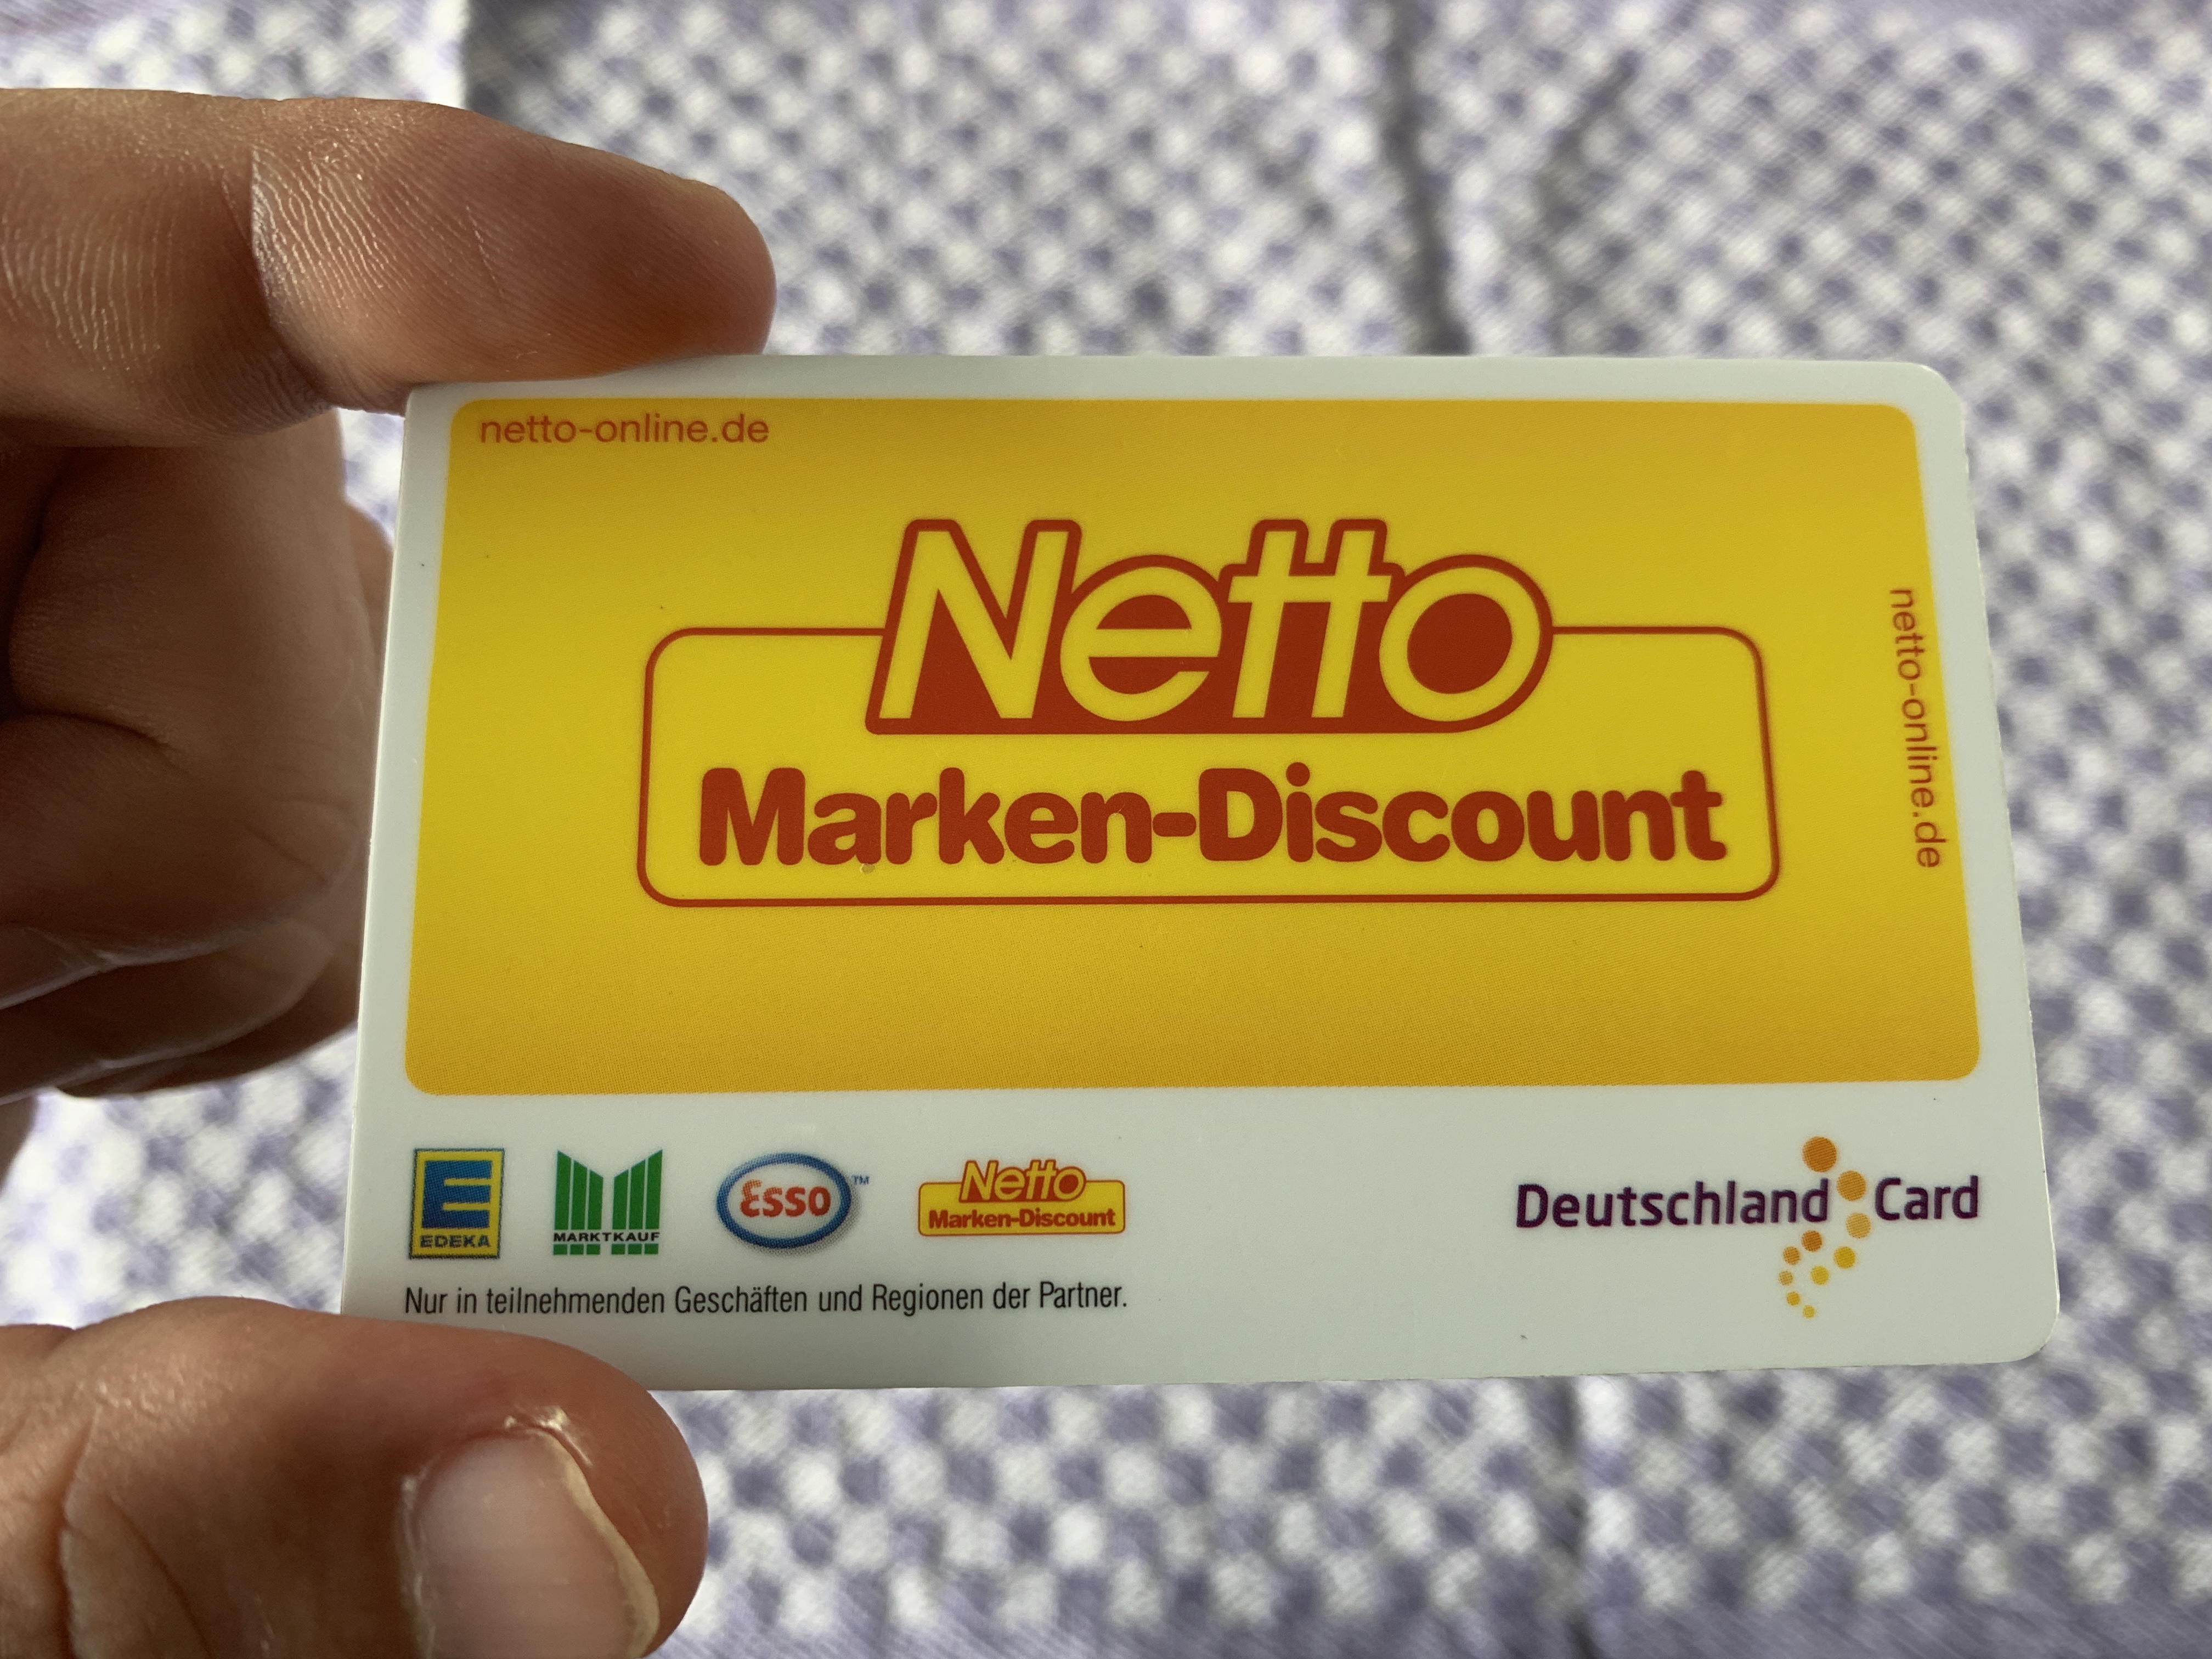 netto-online.de
Netto
Marken-Discount
netto-online.de
EDEKA
MARKTKAUF
Esso™
Netto
Marken-Discount
Deutschland Card
Nur in teilnehmenden Geschäften und Regionen der Partner.